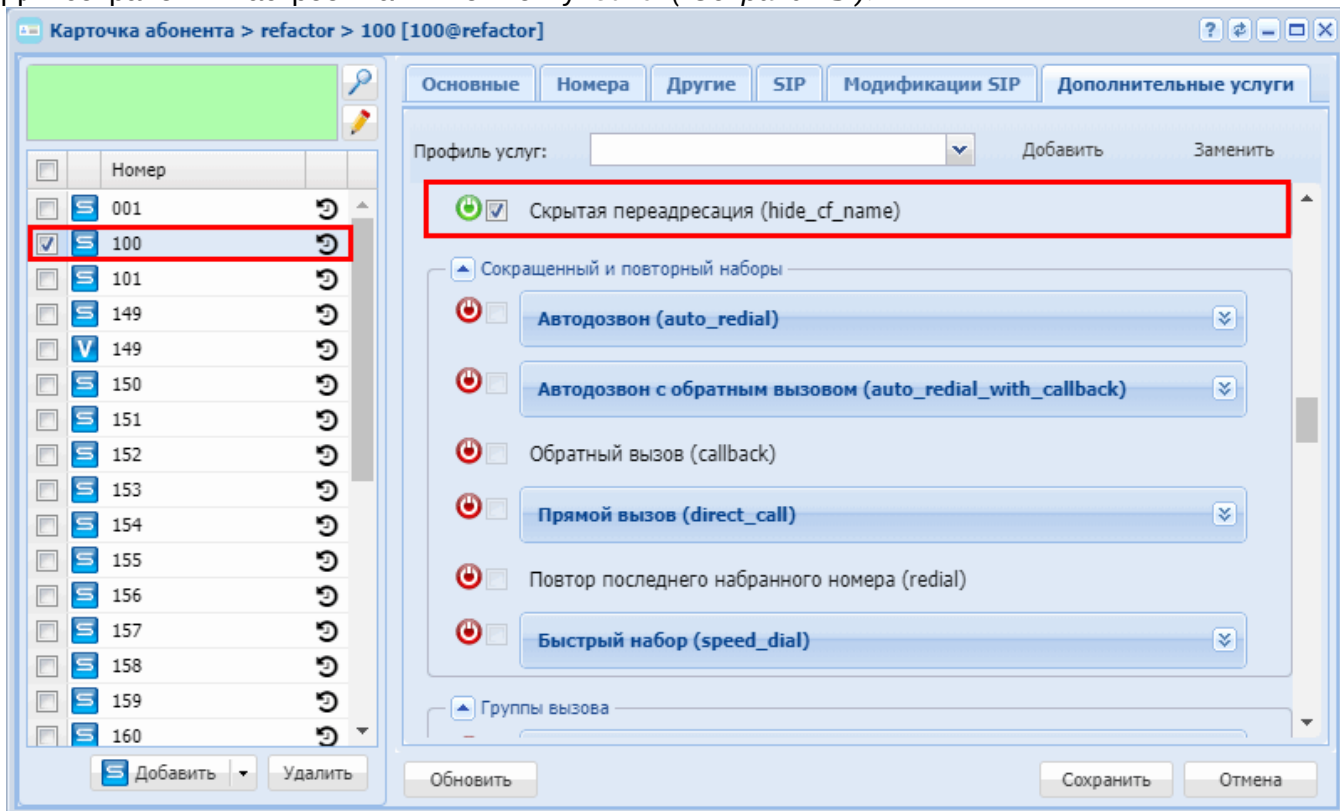 Карточка абонента > refactor > 100 [100@refactor]
Основные Номера Другие SIP Модификации SIP Дополнительные услуги
Профиль услуг: Добавить Заменить
Номер
001
100
101
149
149
150
151
152
153
154
155
156
157
158
159
160
Добавить Удалить
Скрытая переадресация (hide_cf_name)
Сокращенный и повторный наборы
Автодозвон (auto_redial)
Автодозвон с обратным вызовом (auto_redial_with_callback)
Обратный вызов (callback)
Прямой вызов (direct_call)
Повтор последнего набранного номера (redial)
Быстрый набор (speed_dial)
Группы вызова
Обновить Сохранить Отмена